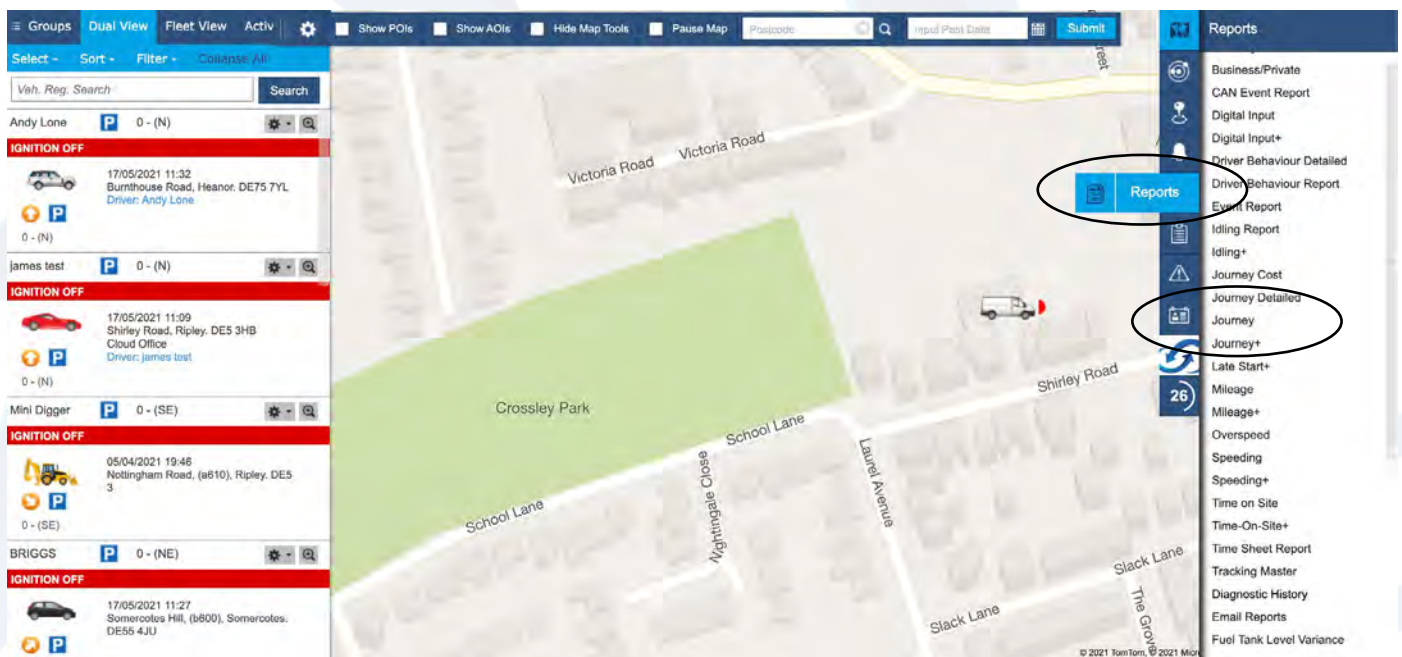 Groups Dual View Fleet View Activ
Show POIs Show AOIs Hide Map Tools Pause Map Postcode Input Past Date Submit
Reports
Select - Sort - Filter - Collapse All
Veh. Reg. Search Search
Andy Lone P 0 - (N)
IGNITION OFF
17/05/2021 11:32
Burnthouse Road, Heanor. DE75 7YL
Driver: Andy Lone
P
0 - (N)
james test P 0 - (N)
IGNITION OFF
17/05/2021 11:09
Shirley Road, Ripley. DE5 3HB
Cloud Office
Driver: james test
P
0 - (N)
Mini Digger P 0 - (SE)
IGNITION OFF
05/04/2021 19:46
Nottingham Road, (a610), Ripley. DE5
3
P
0 - (SE)
BRIGGS P 0 - (NE)
IGNITION OFF
17/05/2021 11:27
Somercotes Hill, (b600), Somercotes.
DE55 4JU
P
reet
Victoria Road Victoria Road
Crossley Park
School Lane
School Lane
Nightingale Close
Laurel Avenue
Shirley Road
Slack Lane
Slack Lane
The Grove
© 2021 TomTom, © 2021 Micr
Reports
26
Business/Private
CAN Event Report
Digital Input
Digital Input+
Driver Behaviour Detailed
Driver Behaviour Report
Event Report
Idling Report
Idling+
Journey Cost
Journey Detailed
Journey
Journey+
Late Start+
Mileage
Mileage+
Overspeed
Speeding
Speeding+
Time on Site
Time-On-Site+
Time Sheet Report
Tracking Master
Diagnostic History
Email Reports
Fuel Tank Level Variance